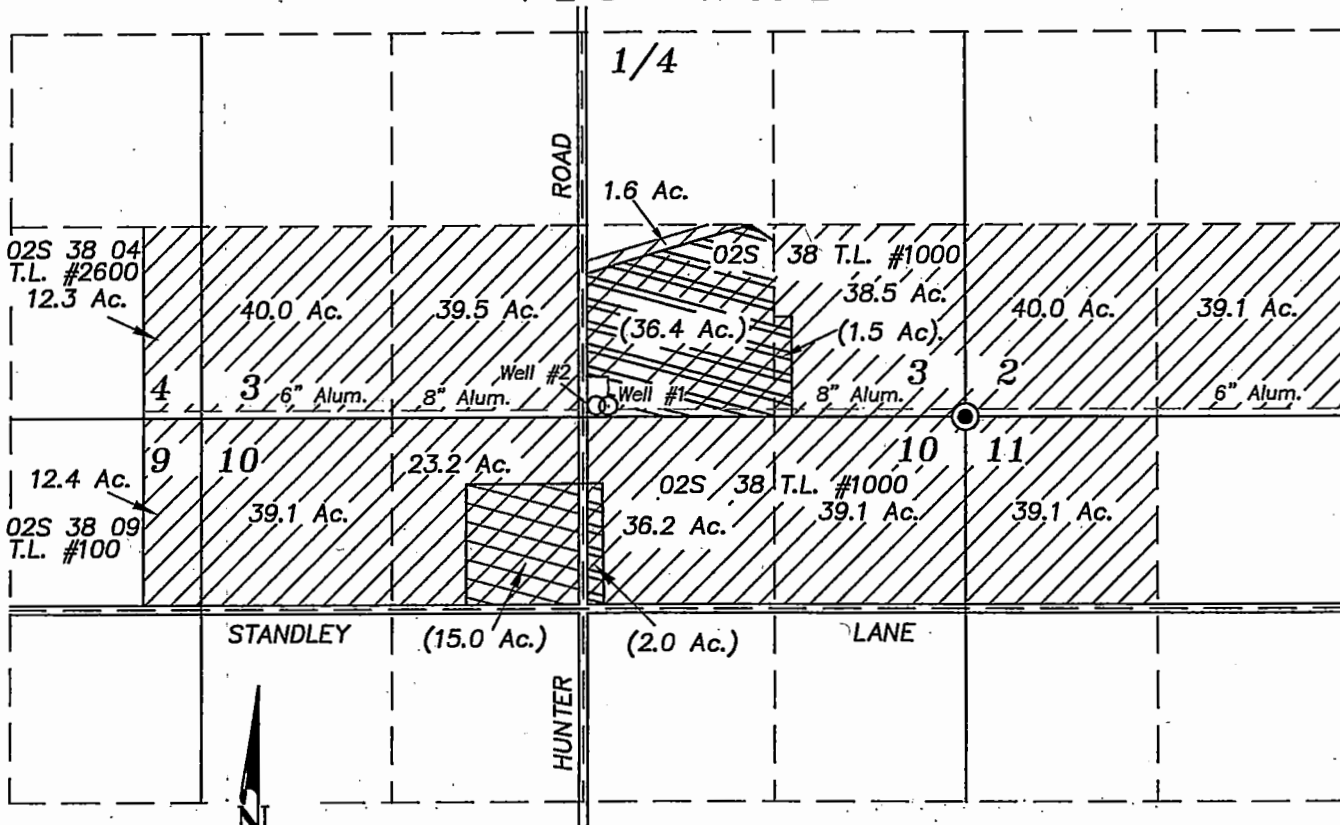 1/4
ROAD
1.6 Ac.
02S 38 04
T.L. #2600
12.3 Ac.
40.0 Ac.
39.5 Ac.
02S 38 T.L. #1000
38.5 Ac.
(36.4 Ac.)
(1.5 Ac).
40.0 Ac.
39.1 Ac.
4
3
6" Alum.
8" Alum.
Well #2
Well #1
8" Alum.
3
2
6" Alum.
9
10
12.4 Ac.
02S 38 09
T.L. #100
39.1 Ac.
23.2 Ac.
02S 38 T.L. #1000
36.2 Ac.
39.1 Ac.
10
11
39.1 Ac.
STANDLEY
(15.0 Ac.)
(2.0 Ac.)
LANE
HUNTER
N